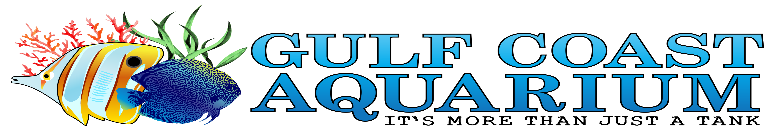 GULF COAST
AQUARIUM
IT'S MORE THAN JUST A TANK